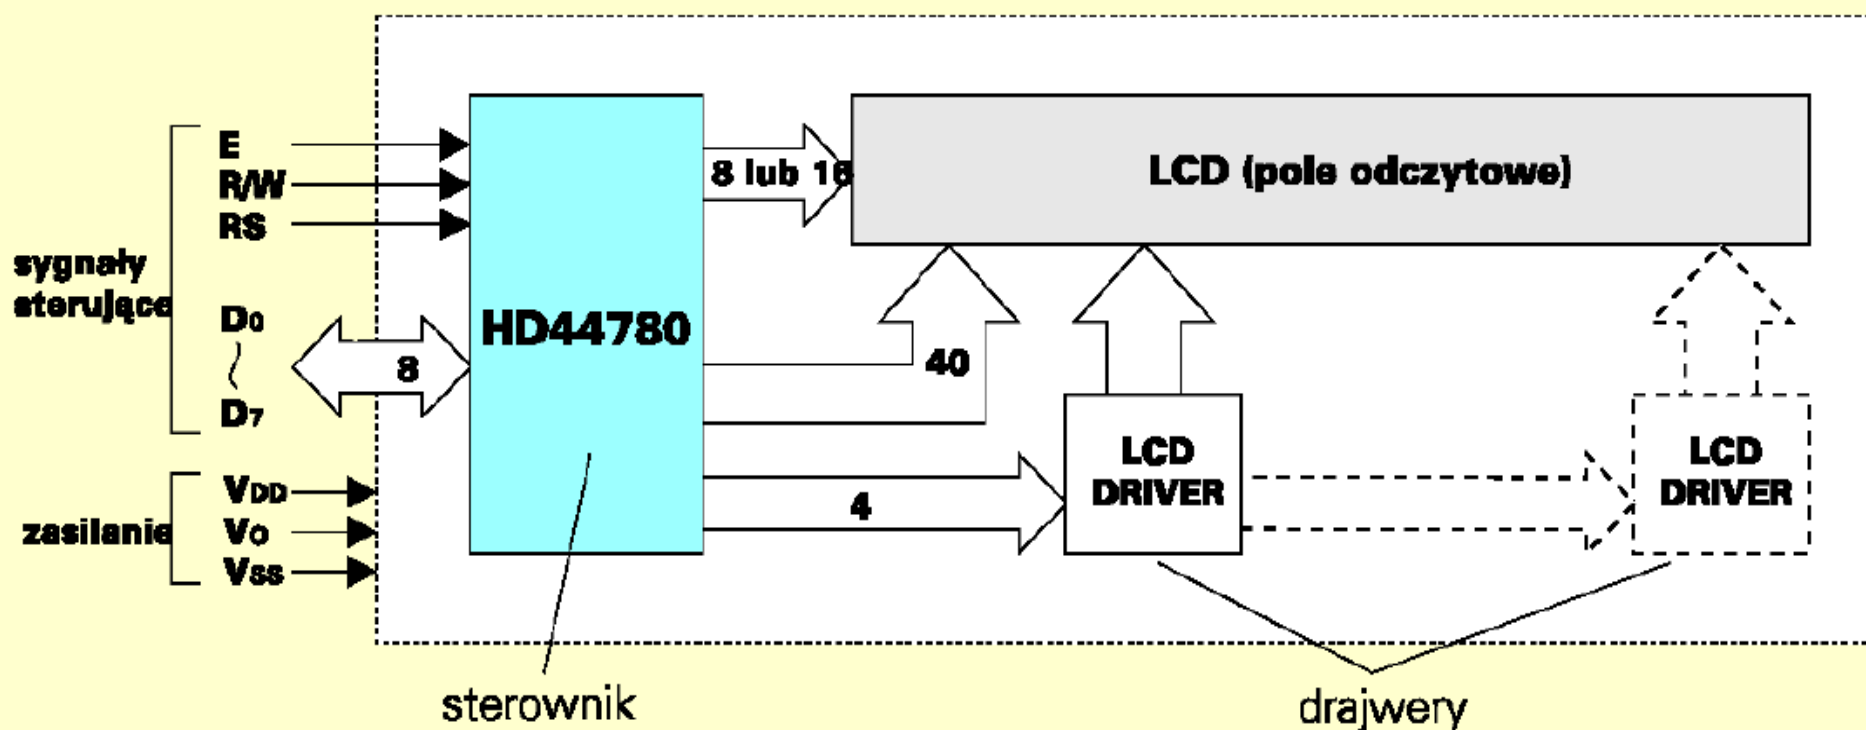 E
R/W
RS
sygnały
sterujące
D0
D7
8
HD44780
8 lub 16
LCD (pole odczytowe)
40
4
LCD
DRIVER
LCD
DRIVER
zasilanie
VDD
VO
VSS
sterownik
drajwery